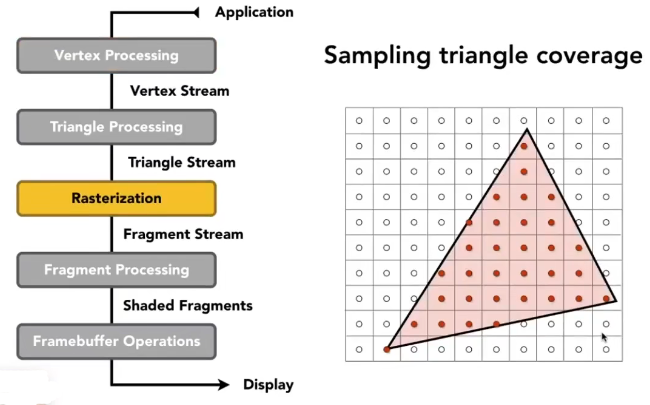 Application
Vertex Processing
Vertex Stream
Triangle Processing
Triangle Stream
Rasterization
Fragment Stream
Fragment Processing
Shaded Fragments
Framebuffer Operations
Display
Sampling triangle coverage